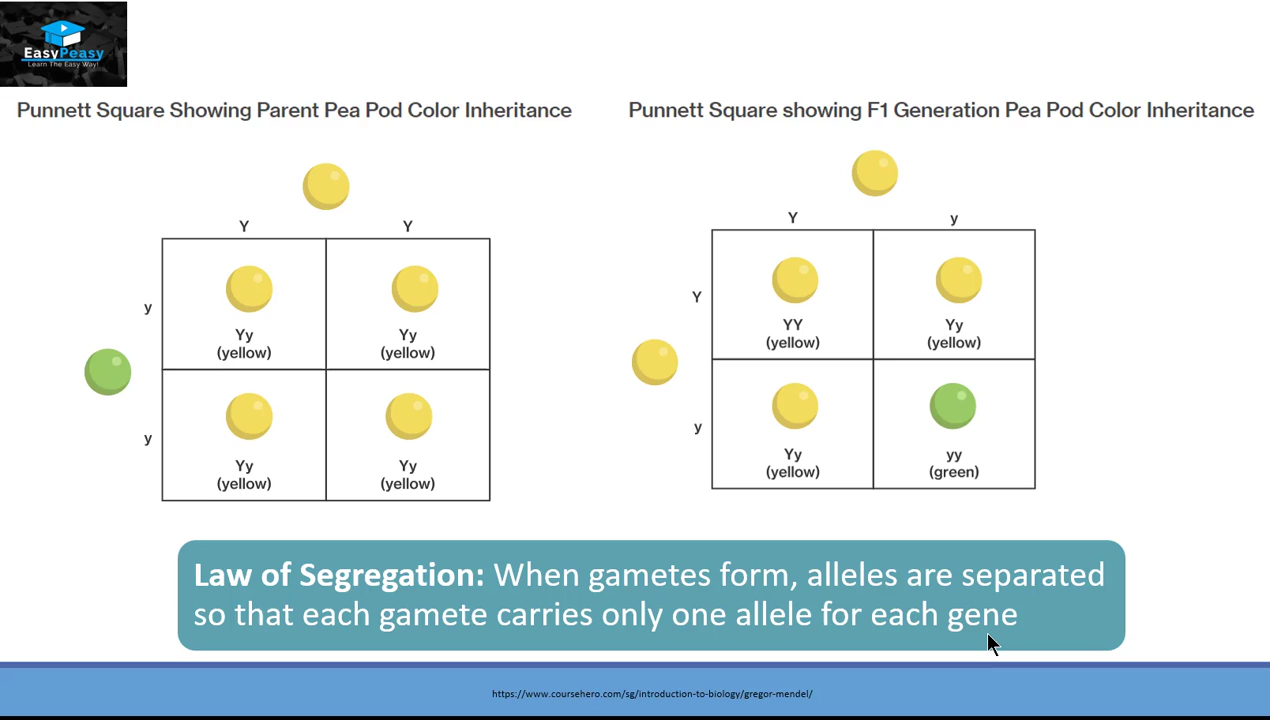 EasyPeasy
Learn The Easy Way!
Punnett Square Showing Parent Pea Pod Color Inheritance
Y Y
y
Yy
(yellow)
Yy
(yellow)
y
Yy
(yellow)
Yy
(yellow)
Punnett Square showing F1 Generation Pea Pod Color Inheritance
Y y
Y
YY
(yellow)
Yy
(yellow)
y
Yy
(yellow)
yy
(green)
Law of Segregation: When gametes form, alleles are separated
so that each gamete carries only one allele for each gene
https://www.coursehero.com/sg/introduction-to-biology/gregor-mendel/